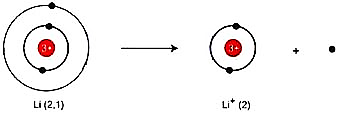 3+
3+
+
Li (2,1)
Li⁺ (2)